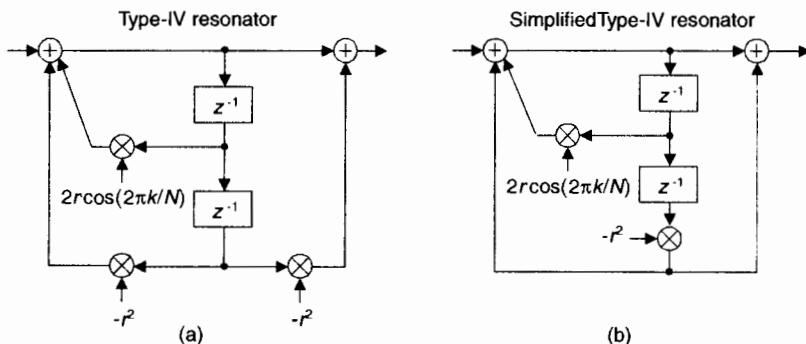 Type-IV resonator
z⁻¹
2rcos(2πk/N)
z⁻¹
-r²
-r²
(a)
SimplifiedType-IV resonator
z⁻¹
2rcos(2πk/N)
z⁻¹
-r²
(b)